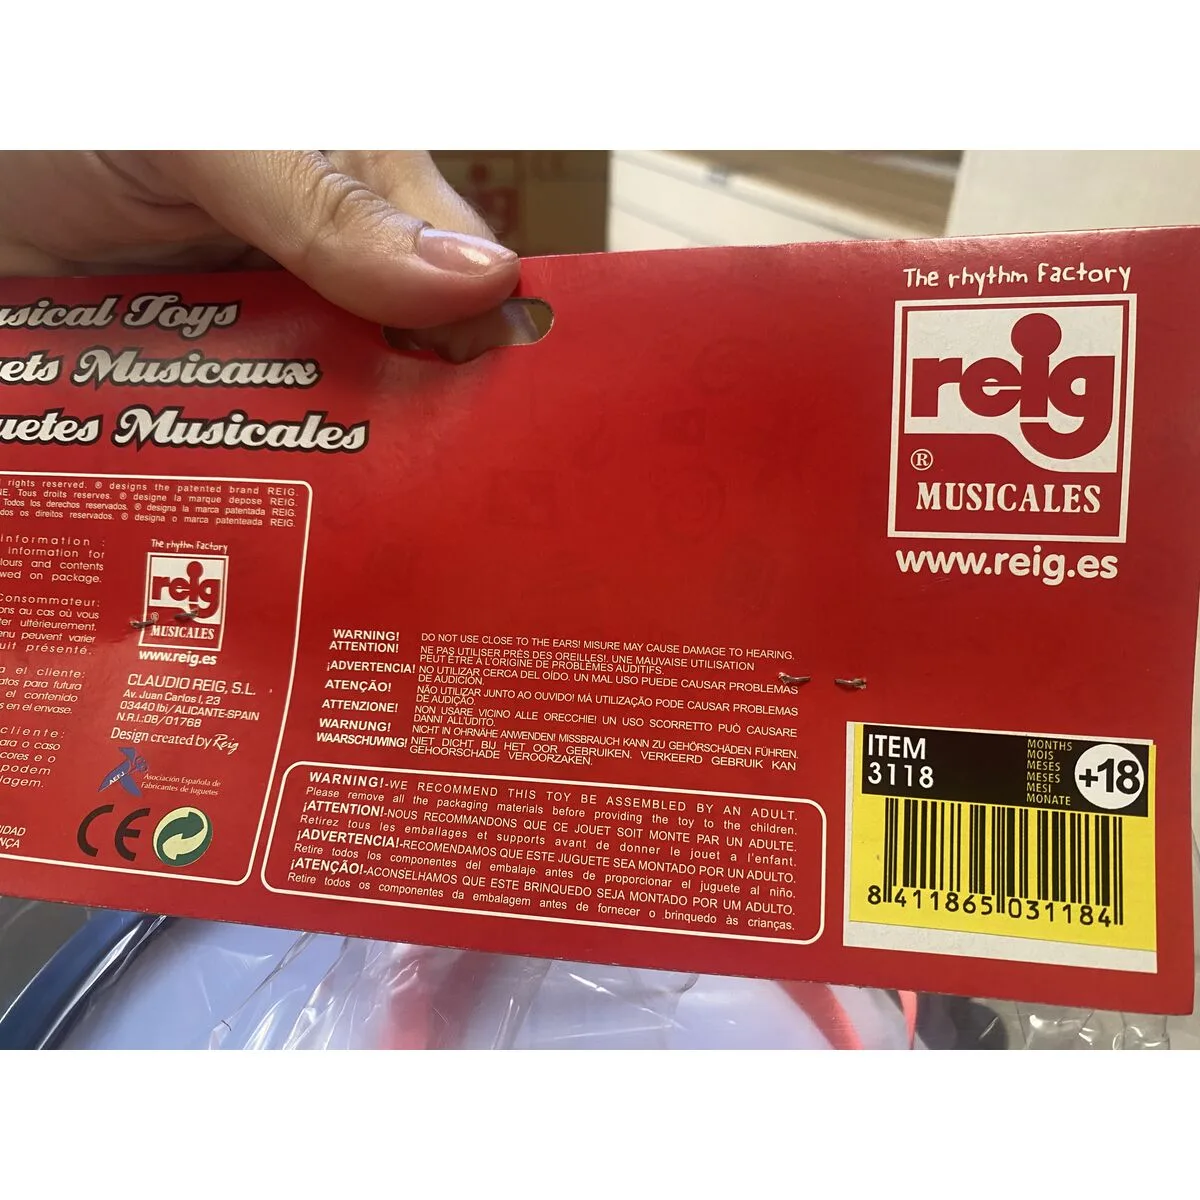 usical Toys
ets Musicaux
uetes Musicales
rights reserved. ® designs the patented brand REIG.
NE. Tous droits reserves. ® designe la marque depose REIG.
Todos los derechos reservados. ® designa la marca patentada REIG.
dos os direitos reservados. ® designa o marca patenteada REIG.
information :
information for
lours and contents
wed on package.
Consommateur:
ons au cas où vous
ter ultérieurement.
enu peuvent varier
uit présenté.
a el cliente:
atos para futura
el contenido
s en el envase.
cliente:
ara o caso
cores e o
podem
lagem.
The rhythm Factory
reig
®
MUSICALES
www.reig.es
CLAUDIO REIG, S.L.
Av. Juan Carlos I, 23
03440 Ibi/ALICANTE-SPAIN
N.R.I.:08/01768
Design created by Reig
AEFJ
Asociación Española de
Fabricantes de Juguetes
CE
WARNING! DO NOT USE CLOSE TO THE EARS! MISURE MAY CAUSE DAMAGE TO HEARING.
ATTENTION! NE PAS UTILISER PRÈS DES OREILLES!. UNE MAUVAISE UTILISATION
PEUT ÊTRE À L'ORIGINE DE PROBLÈMES AUDITIFS.
¡ADVERTENCIA! NO UTILIZAR CERCA DEL OÍDO. UN MAL USO PUEDE CAUSAR PROBLEMAS
DE AUDICIÓN.
ATENÇÃO! NÃO UTILIZAR JUNTO AO OUVIDO! MÁ UTILIZAÇÃO PODE CAUSAR PROBLEMAS
DE AUDIÇÃO.
ATTENZIONE! NON USARE VICINO ALLE ORECCHIE! UN USO SCORRETTO PUÒ CAUSARE
DANNI ALL'UDITO.
WARNUNG! NICHT IN OHRNÄHE ANWENDEN! MISSBRAUCH KANN ZU GEHÖRSCHÄDEN FÜHREN.
WAARSCHUWING! NIET DICHT BIJ HET OOR GEBRUIKEN. VERKEERD GEBRUIK KAN
GEHOORSCHADE VEROORZAKEN.
WARNING!-WE RECOMMEND THIS TOY BE ASSEMBLED BY AN ADULT.
Please remove all the packaging materials before providing the toy to the children.
¡ATTENTION!-NOUS RECOMMANDONS QUE CE JOUET SOIT MONTE PAR UN ADULTE.
Retirez tous les emballages et supports avant de donner le jouet a l'enfant.
¡ADVERTENCIA!-RECOMENDAMOS QUE ESTE JUGUETE SEA MONTADO POR UN ADULTO.
Retire todos los componentes del embalaje antes de proporcionar el juguete al niño.
¡ATENÇÃO!-ACONSELHAMOS QUE ESTE BRINQUEDO SEJA MONTADO POR UM ADULTO.
Retire todos os componentes da embalagem antes de fornecer o brinquedo às crianças.
The rhythm Factory
reig
®
MUSICALES
www.reig.es
ITEM
3118
MONTHS
MOIS
MESES
MESES
MESI
MONATE
+18
8 411865 031184